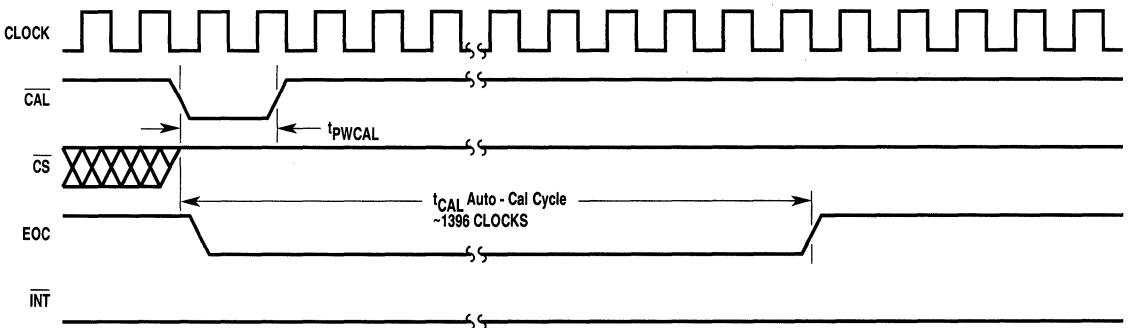 CLOCK
CAL
tPWCAL
CS
tCAL Auto - Cal Cycle
~1396 CLOCKS
EOC
INT